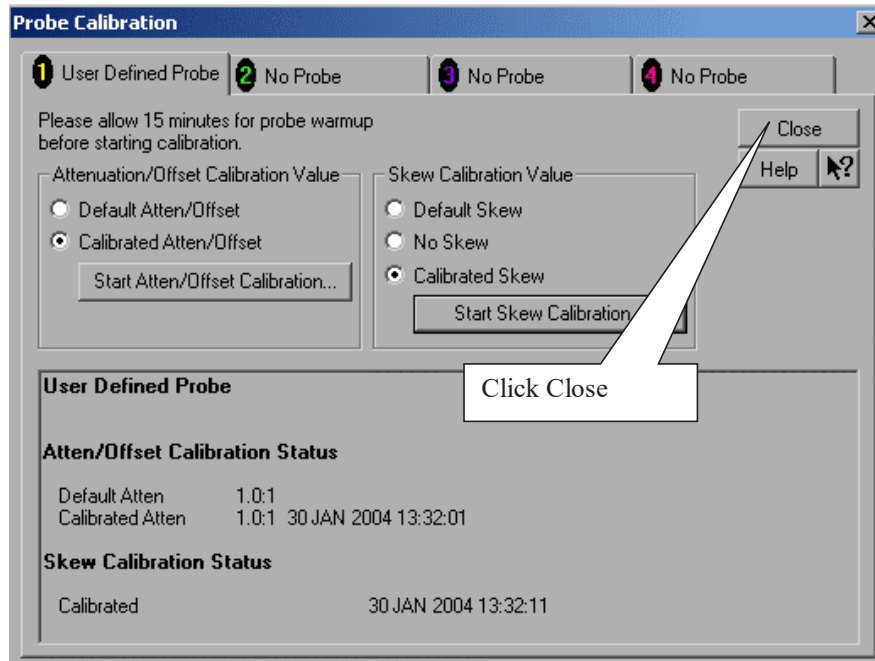 Probe Calibration
1 User Defined Probe 2 No Probe 3 No Probe 4 No Probe
Please allow 15 minutes for probe warmup
before starting calibration.
Close
Help ?
Attenuation/Offset Calibration Value
Default Atten/Offset
Calibrated Atten/Offset
Start Atten/Offset Calibration...
Skew Calibration Value
Default Skew
No Skew
Calibrated Skew
Start Skew Calibration
Click Close
User Defined Probe
Atten/Offset Calibration Status
Default Atten 1.0:1
Calibrated Atten 1.0:1 30 JAN 2004 13:32:01
Skew Calibration Status
Calibrated 30 JAN 2004 13:32:11